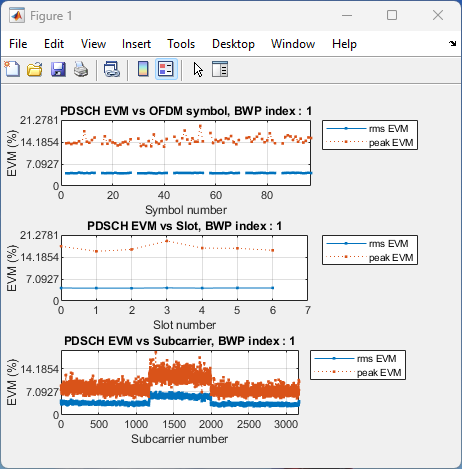 Figure 1
File Edit View Insert Tools Desktop Window Help
PDSCH EVM vs OFDM symbol, BWP index : 1
21.2781
14.1854
7.0927
0
EVM (%)
0 20 40 60 80
Symbol number
rms EVM
peak EVM
PDSCH EVM vs Slot, BWP index : 1
21.2781
14.1854
7.0927
0
EVM (%)
0 1 2 3 4 5 6 7
Slot number
rms EVM
peak EVM
PDSCH EVM vs Subcarrier, BWP index : 1
14.1854
7.0927
0
EVM (%)
0 500 1000 1500 2000 2500 3000
Subcarrier number
rms EVM
peak EVM